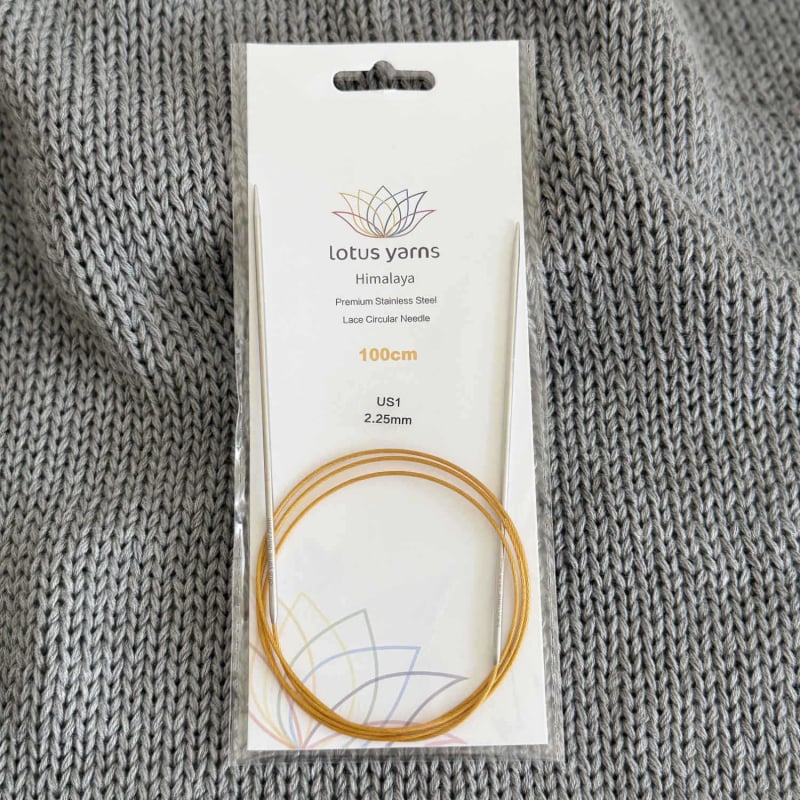 lotus yarns
Himalaya
Premium Stainless Steel
Lace Circular Needle
100cm
US1
2.25mm